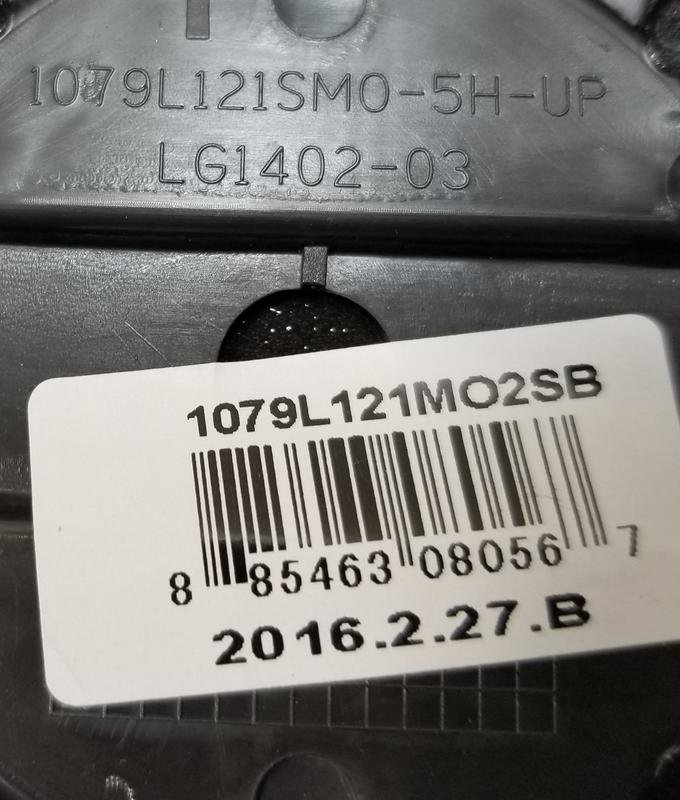 1079L121SMO-5H-UP
LG1402-03
1079L121MO2SB
8 85463 08056 7
2016.2.27.B